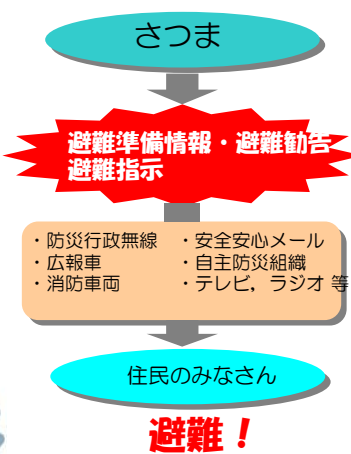 さつま
避難準備情報・避難勧告
避難指示
・防災行政無線 ・安全安心メール
・広報車 ・自主防災組織
・消防車両 ・テレビ，ラジオ 等
住民のみなさん
避難！